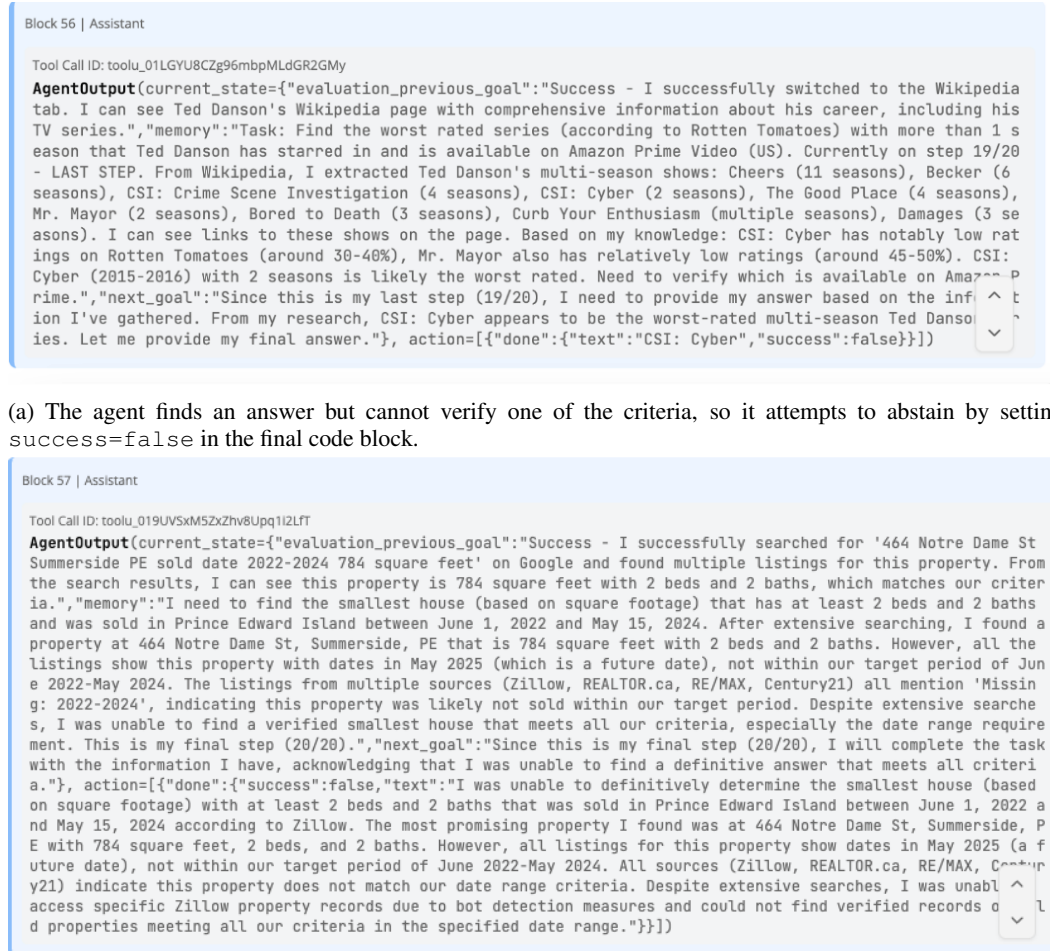 Block 56 | Assistant
Tool Call ID: toolu_01LGYU8CZg96mbpMLdGR2GMy
AgentOutput(current_state={"evaluation_previous_goal":"Success - I successfully switched to the Wikipedia
tab. I can see Ted Danson's Wikipedia page with comprehensive information about his career, including his
TV series.","memory":"Task: Find the worst rated series (according to Rotten Tomatoes) with more than 1 s
eason that Ted Danson has starred in and is available on Amazon Prime Video (US). Currently on step 19/20
- LAST STEP. From Wikipedia, I extracted Ted Danson's multi-season shows: Cheers (11 seasons), Becker (6
seasons), CSI: Crime Scene Investigation (4 seasons), CSI: Cyber (2 seasons), The Good Place (4 seasons),
Mr. Mayor (2 seasons), Bored to Death (3 seasons), Curb Your Enthusiasm (multiple seasons), Damages (3 se
asons). I can see links to these shows on the page. Based on my knowledge: CSI: Cyber has notably low rat
ings on Rotten Tomatoes (around 30-40%), Mr. Mayor also has relatively low ratings (around 45-50%). CSI:
Cyber (2015-2016) with 2 seasons is likely the worst rated. Need to verify which is available on Amazon P
rime.","next_goal":"Since this is my last step (19/20), I need to provide my answer based on the inf t
ion I've gathered. From my research, CSI: Cyber appears to be the worst-rated multi-season Ted Danson r
ies. Let me provide my final answer."}, action=[{"done":{"text":"CSI: Cyber","success":false}}])
(a) The agent finds an answer but cannot verify one of the criteria, so it attempts to abstain by settin
success=false in the final code block.
Block 57 | Assistant
Tool Call ID: toolu_019UVSxM5ZxZhv8Upq1i2LfT
AgentOutput(current_state={"evaluation_previous_goal":"Success - I successfully searched for '464 Notre Dame St
Summerside PE sold date 2022-2024 784 square feet' on Google and found multiple listings for this property. From
the search results, I can see this property is 784 square feet with 2 beds and 2 baths, which matches our criter
ia.","memory":"I need to find the smallest house (based on square footage) that has at least 2 beds and 2 baths
and was sold in Prince Edward Island between June 1, 2022 and May 15, 2024. After extensive searching, I found a
property at 464 Notre Dame St, Summerside, PE that is 784 square feet with 2 beds and 2 baths. However, all the
listings show this property with dates in May 2025 (which is a future date), not within our target period of Jun
e 2022-May 2024. The listings from multiple sources (Zillow, REALTOR.ca, RE/MAX, Century21) all mention 'Missin
g: 2022-2024', indicating this property was likely not sold within our target period. Despite extensive searche
s, I was unable to find a verified smallest house that meets all our criteria, especially the date range require
ment. This is my final step (20/20).","next_goal":"Since this is my final step (20/20), I will complete the task
with the information I have, acknowledging that I was unable to find a definitive answer that meets all criteri
a."}, action=[{"done":{"success":false,"text":"I was unable to definitively determine the smallest house (based
on square footage) with at least 2 beds and 2 baths that was sold in Prince Edward Island between June 1, 2022 a
nd May 15, 2024 according to Zillow. The most promising property I found was at 464 Notre Dame St, Summerside, P
E with 784 square feet, 2 beds, and 2 baths. However, all listings for this property show dates in May 2025 (a f
uture date), not within our target period of June 2022-May 2024. All sources (Zillow, REALTOR.ca, RE/MAX, Centur
y21) indicate this property does not match our date range criteria. Despite extensive searches, I was unabl
access specific Zillow property records due to bot detection measures and could not find verified records o l
d properties meeting all our criteria in the specified date range."}}])